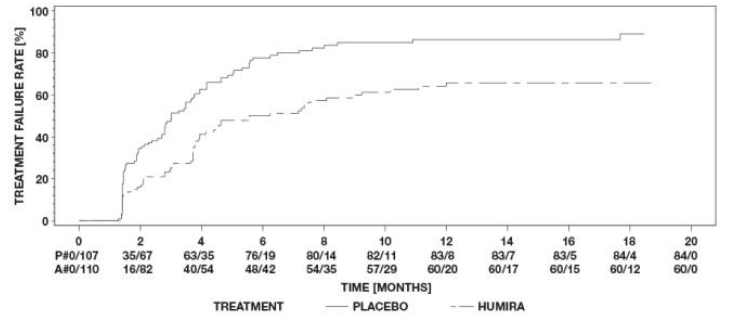 TREATMENT FAILURE RATE [%]
100
80
60
40
20
0
0 2 4 6 8 10 12 14 16 18 20
P#0/107 35/67 63/35 76/19 80/14 82/11 83/8 83/7 83/5 84/4 84/0
A#0/110 16/82 40/54 48/42 54/35 57/29 60/20 60/17 60/15 60/12 60/0
TIME [MONTHS]
TREATMENT PLACEBO HUMIRA